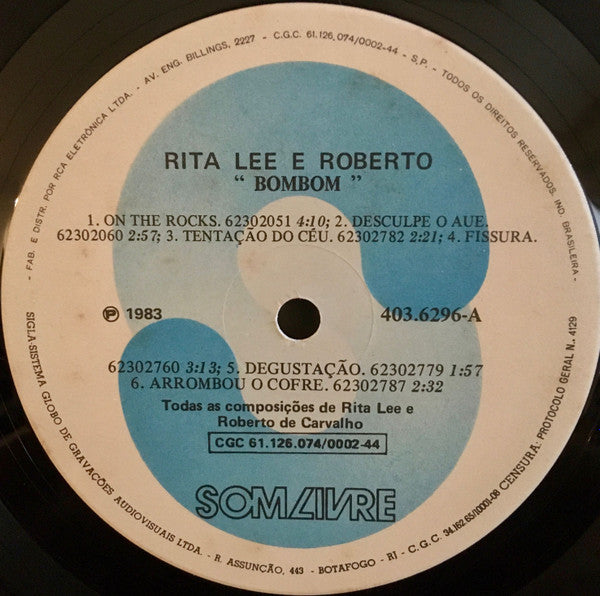 - FAB. E DISTR. POR RCA ELETRÔNICA LTDA. - AV. ENG. BILLINGS, 2227 - C.G.C. 61.126.074/0002-44 - S.P. - TODOS OS DIREITOS RESERVADOS. IND. BRASILEIRA -
RITA LEE E ROBERTO
“ BOMBOM ”
1. ON THE ROCKS. 62302051 4:10; 2. DESCULPE O AUE.
62302060 2:57; 3. TENTAÇÃO DO CÉU. 62302782 2:21; 4. FISSURA.
Ⓟ 1983
403.6296-A
62302760 3:13; 5. DEGUSTAÇÃO. 62302779 1:57
6. ARROMBOU O COFRE. 62302787 2:32
Todas as composições de Rita Lee e
Roberto de Carvalho
CGC 61.126.074/0002-44
SOMLIVRE
SIGLA-SISTEMA GLOBO DE GRAVAÇÕES AUDIOVISUAIS LTDA. - R. ASSUNÇÃO, 443 - BOTAFOGO - RJ - C.G.C. 34.162.65/10001-08 CENSURA: PROTOCOLO GERAL N. 4129